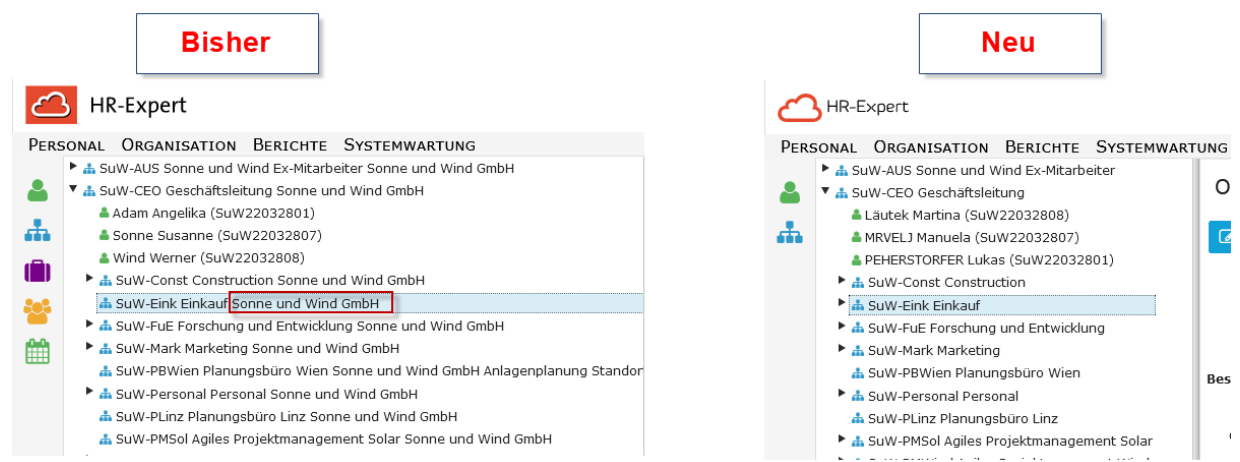 Bisher
HR-Expert
PERSONAL ORGANISATION BERICHTE SYSTEMWARTUNG
SuW-AUS Sonne und Wind Ex-Mitarbeiter Sonne und Wind GmbH
SuW-CEO Geschäftsleitung Sonne und Wind GmbH
Adam Angelika (SuW22032801)
Sonne Susanne (SuW22032807)
Wind Werner (SuW22032808)
SuW-Const Construction Sonne und Wind GmbH
SuW-Eink Einkauf Sonne und Wind GmbH
SuW-FuE Forschung und Entwicklung Sonne und Wind GmbH
SuW-Mark Marketing Sonne und Wind GmbH
SuW-PBWien Planungsbüro Wien Sonne und Wind GmbH Anlagenplanung Standor
SuW-Personal Personal Sonne und Wind GmbH
SuW-PLinz Planungsbüro Linz Sonne und Wind GmbH
SuW-PMSol Agiles Projektmanagement Solar Sonne und Wind GmbH
Neu
HR-Expert
PERSONAL ORGANISATION BERICHTE SYSTEMWARTUNG
SuW-AUS Sonne und Wind Ex-Mitarbeiter
SuW-CEO Geschäftsleitung
Läutek Martina (SuW22032808)
MRVELJ Manuela (SuW22032807)
PEHERSTORFER Lukas (SuW22032801)
SuW-Const Construction
SuW-Eink Einkauf
SuW-FuE Forschung und Entwicklung
SuW-Mark Marketing
SuW-PBWien Planungsbüro Wien
SuW-Personal Personal
SuW-PLinz Planungsbüro Linz
SuW-PMSol Agiles Projektmanagement Solar
O
Bes